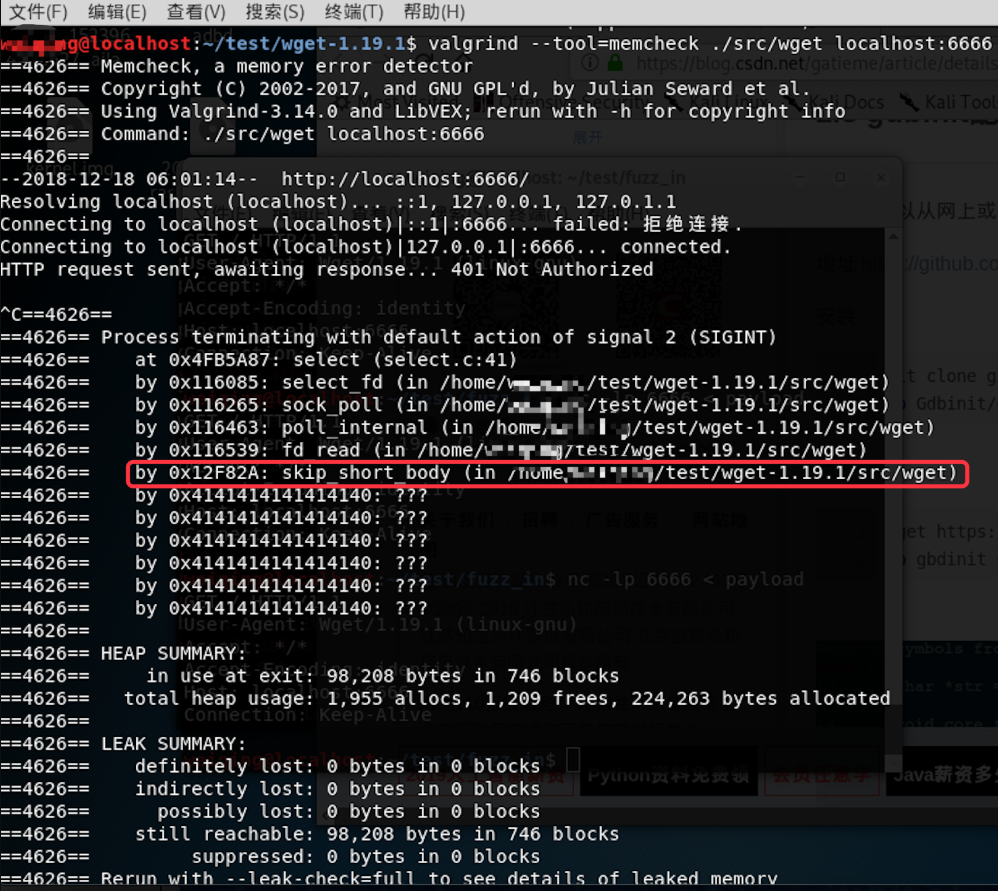 文件(F) 编辑(E) 查看(V) 搜索(S) 终端(T) 帮助(H)
@localhost:~/test/wget-1.19.1$ valgrind --tool=memcheck ./src/wget localhost:6666
==4626== Memcheck, a memory error detector
==4626== Copyright (C) 2002-2017, and GNU GPL'd, by Julian Seward et al.
==4626== Using Valgrind-3.14.0 and LibVEX; rerun with -h for copyright info
==4626== Command: ./src/wget localhost:6666
==4626==
--2018-12-18 06:01:14--  http://localhost:6666/
Resolving localhost (localhost)... ::1, 127.0.0.1, 127.0.1.1
Connecting to localhost (localhost)|::1|:6666... failed: 拒绝连接.
Connecting to localhost (localhost)|127.0.0.1|:6666... connected.
HTTP request sent, awaiting response... 401 Not Authorized
^C==4626==
==4626== Process terminating with default action of signal 2 (SIGINT)
==4626==    at 0x4FB5A87: select (select.c:41)
==4626==    by 0x116085: select_fd (in /home/ /test/wget-1.19.1/src/wget)
==4626==    by 0x116265: sock_poll (in /home/ /test/wget-1.19.1/src/wget)
==4626==    by 0x116463: poll_internal (in /home/ /test/wget-1.19.1/src/wget)
==4626==    by 0x116539: fd_read (in /home/ /test/wget-1.19.1/src/wget)
==4626==    by 0x12F82A: skip_short_body (in /home/ /test/wget-1.19.1/src/wget)
==4626==    by 0x4141414141414140: ???
==4626==    by 0x4141414141414140: ???
==4626==    by 0x4141414141414140: ???
==4626==    by 0x4141414141414140: ???
==4626==    by 0x4141414141414140: ???
==4626==    by 0x4141414141414140: ???
==4626==
==4626== HEAP SUMMARY:
==4626==     in use at exit: 98,208 bytes in 746 blocks
==4626==   total heap usage: 1,955 allocs, 1,209 frees, 224,263 bytes allocated
==4626==
==4626== LEAK SUMMARY:
==4626==    definitely lost: 0 bytes in 0 blocks
==4626==    indirectly lost: 0 bytes in 0 blocks
==4626==      possibly lost: 0 bytes in 0 blocks
==4626==    still reachable: 98,208 bytes in 746 blocks
==4626==         suppressed: 0 bytes in 0 blocks
==4626== Rerun with --leak-check=full to see details of leaked memory